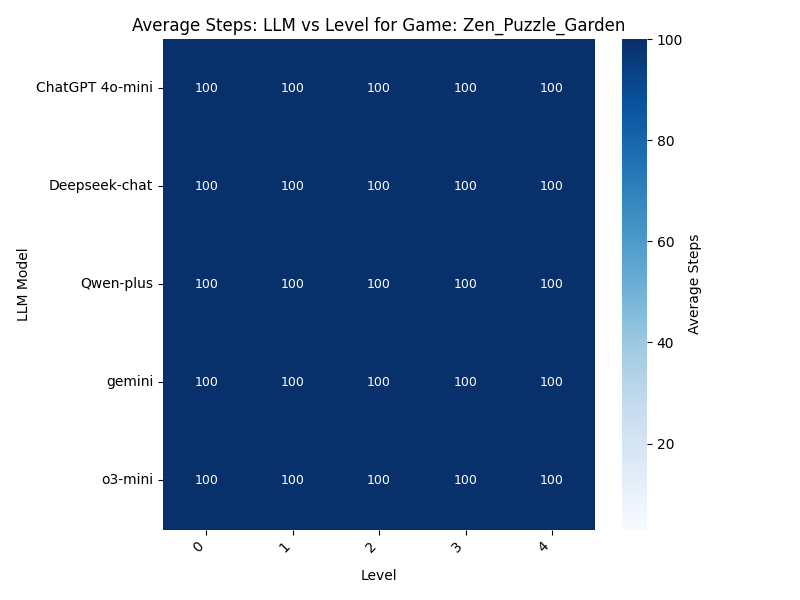 Average Steps: LLM vs Level for Game: Zen_Puzzle_Garden
LLM Model
ChatGPT 4o-mini 100 100 100 100 100
Deepseek-chat 100 100 100 100 100
Qwen-plus 100 100 100 100 100
gemini 100 100 100 100 100
o3-mini 100 100 100 100 100
0 1 2 3 4
Level
100
80
60
40
20
Average Steps